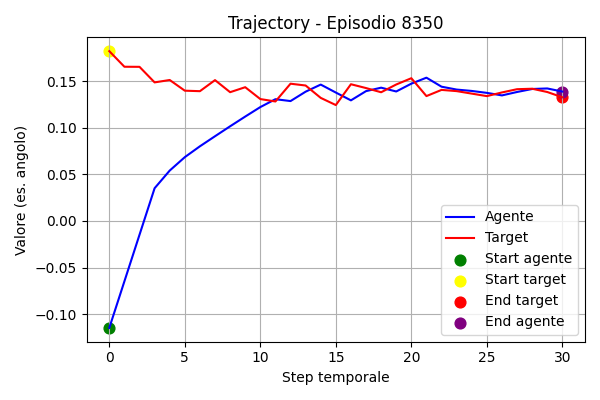 Trajectory - Episodio 8350
Valore (es. angolo)
0.15
0.10
0.05
0.00
−0.05
−0.10
0
5
10
15
20
25
30
Step temporale
Agente
Target
Start agente
Start target
End target
End agente